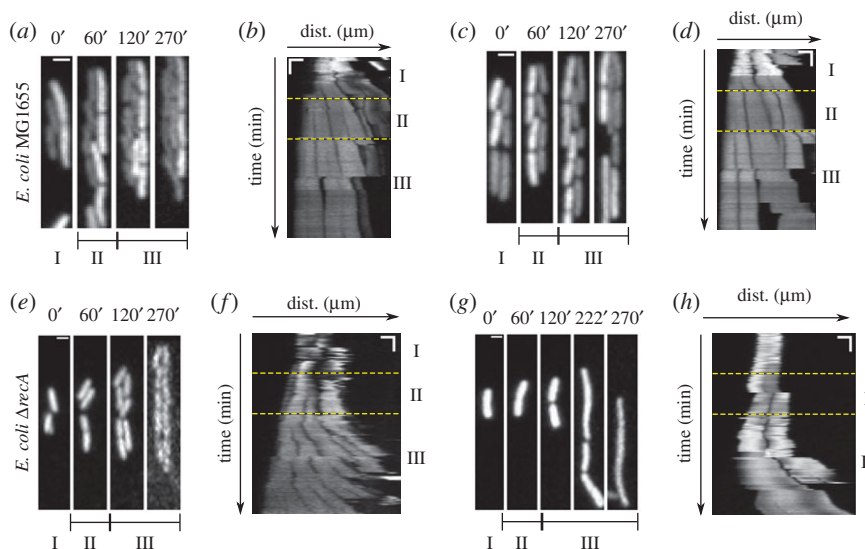 (a) 0′ 60′ 120′ 270′ (b) dist. (μm) (c) 0′ 60′ 120′ 270′ (d) dist. (μm)
E. coli MG1655
time (min)
I
II
III
time (min)
I
II
III
I II III
I II III
(e) 0′ 60′ 120′ 270′ (f) dist. (μm) (g) 0′ 60′ 120′ 222′ 270′ (h) dist. (μm)
E. coli ΔrecA
time (min)
I
II
III
time (min)
I II III
I II III